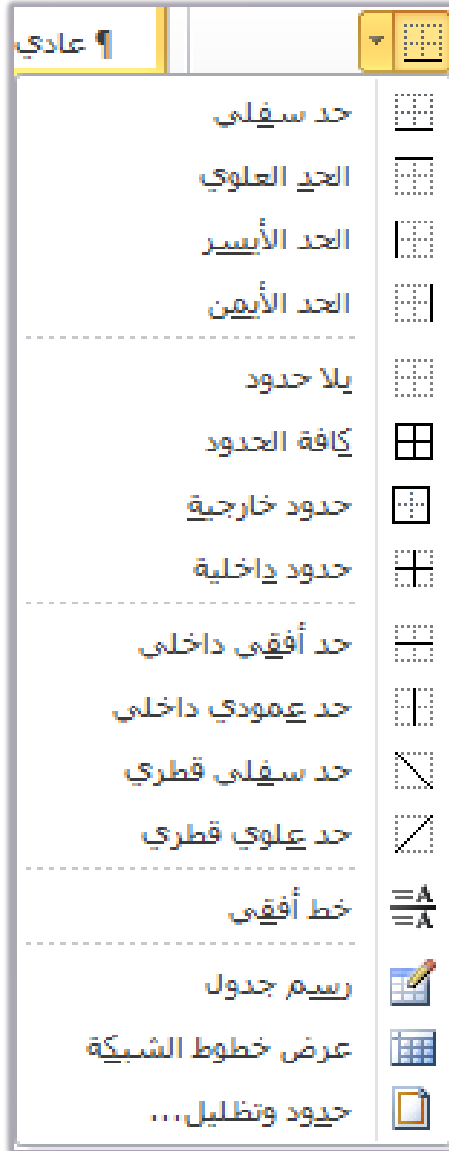 ¶ عادي
حد سفلي
الحد العلوي
الحد الأيسر
الحد الأيمن
بلا حدود
كافة الحدود
حدود خارجية
حدود داخلية
حد أفقي داخلي
حد عمودي داخلي
حد سفلي قطري
حد علوي قطري
خط أفقي
رسم جدول
عرض خطوط الشبكة
حدود وتظليل...